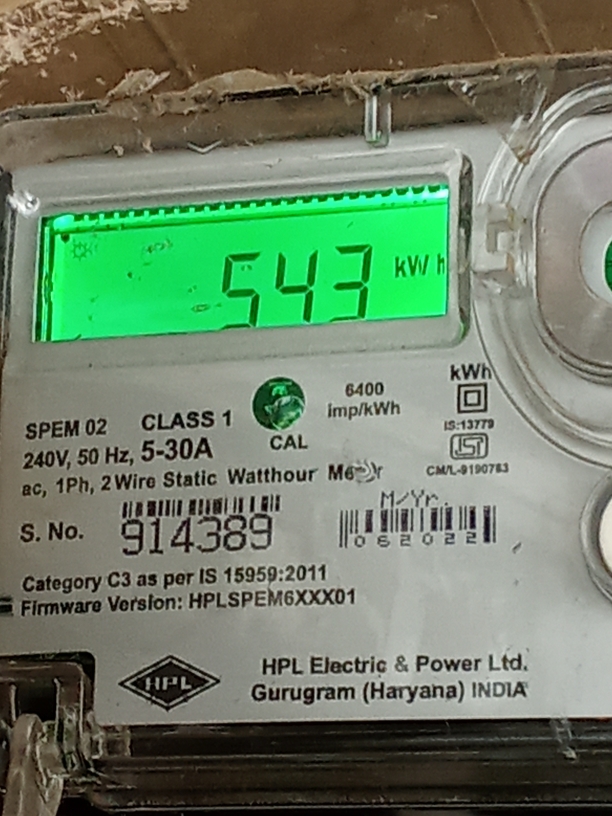 543 kWh
SPEM 02 CLASS 1
240V, 50 Hz, 5-30A
CAL
6400
imp/kWh
kWh
IS:13779
CM/L-9190763
ac, 1Ph, 2 Wire Static Watthour
S. No. 914389
M/Yr.
062022
Category C3 as per IS 15959:2011
Firmware Version: HPLSPEM6XXX01
HPL
HPL Electric & Power Ltd.
Gurugram (Haryana) INDIA